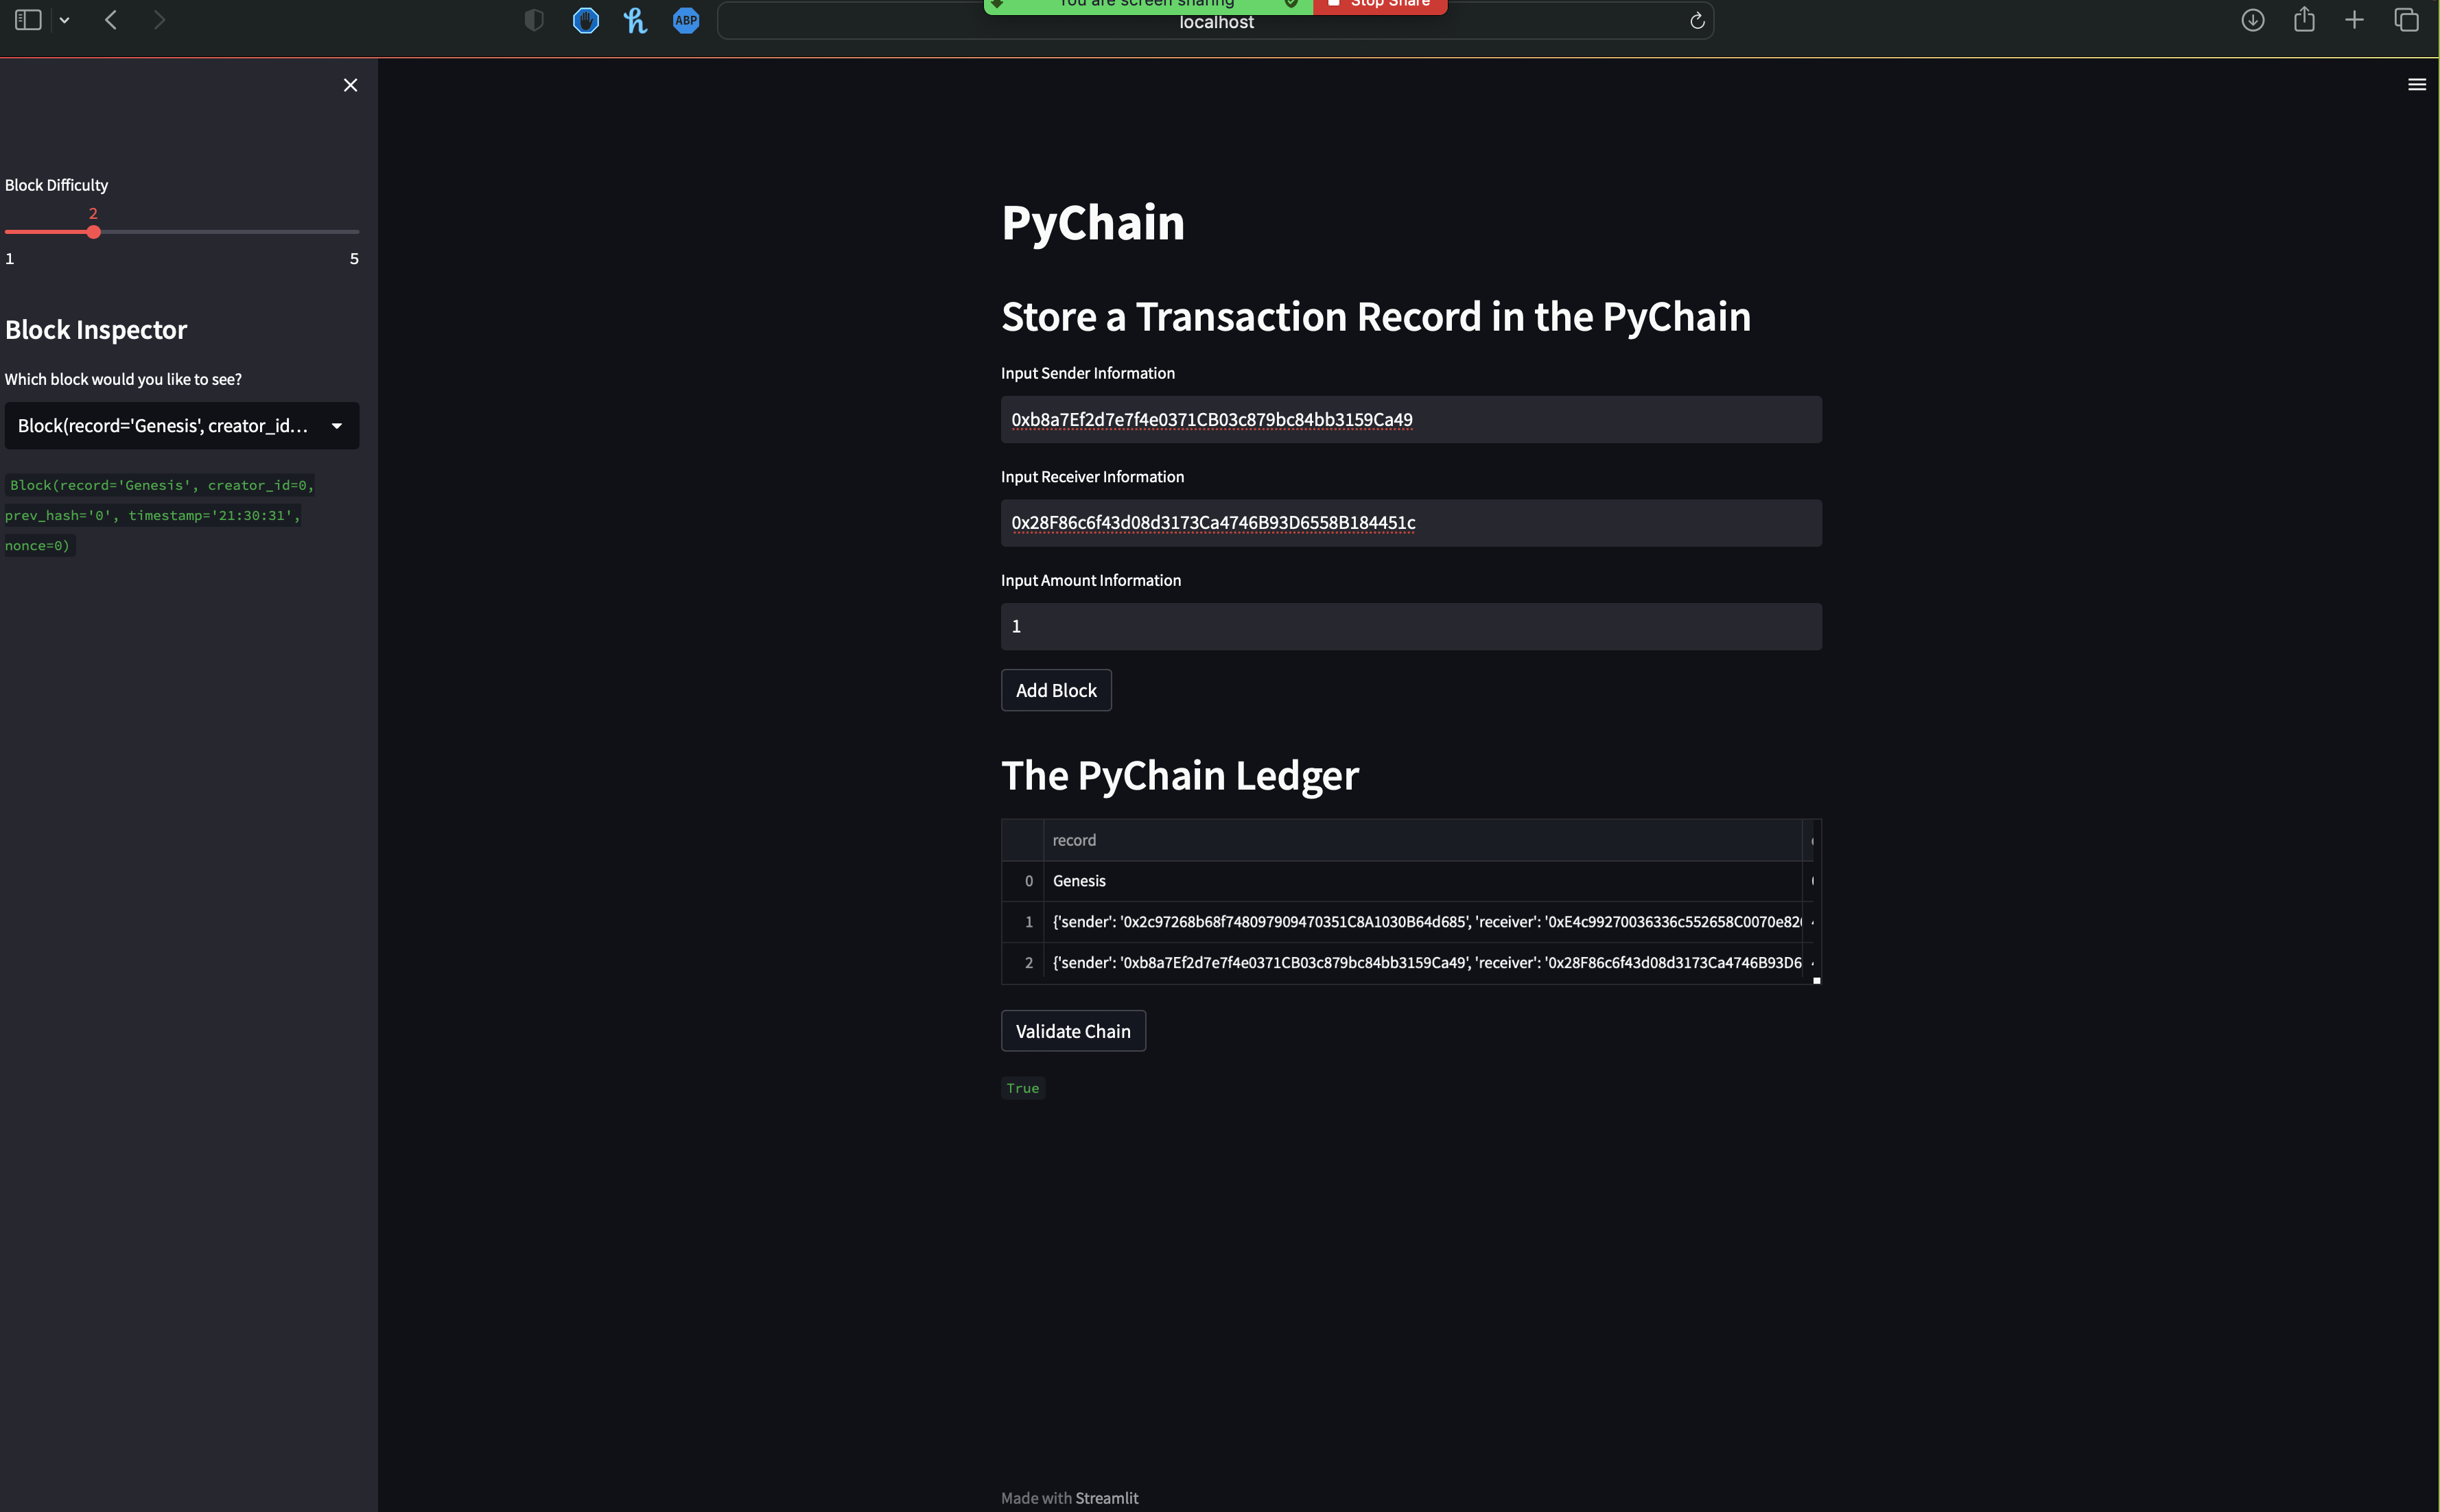 You are screen sharing
Stop Share
ABP
localhost
Block Difficulty
2
1
5
Block Inspector
Which block would you like to see?
Block(record='Genesis', creator_id...
Block(record='Genesis', creator_id=0,
prev_hash='0', timestamp='21:30:31',
nonce=0)
PyChain
Store a Transaction Record in the PyChain
Input Sender Information
0xb8a7Ef2d7e7f4e0371CB03c879bc84bb3159Ca49
Input Receiver Information
0x28F86c6f43d08d3173Ca4746B93D6558B184451c
Input Amount Information
1
Add Block
The PyChain Ledger
record
0 Genesis
1 {'sender': '0x2c97268b68f748097909470351C8A1030B64d685', 'receiver': '0xE4c99270036336c552658C0070e82
2 {'sender': '0xb8a7Ef2d7e7f4e0371CB03c879bc84bb3159Ca49', 'receiver': '0x28F86c6f43d08d3173Ca4746B93D6
Validate Chain
True
Made with Streamlit